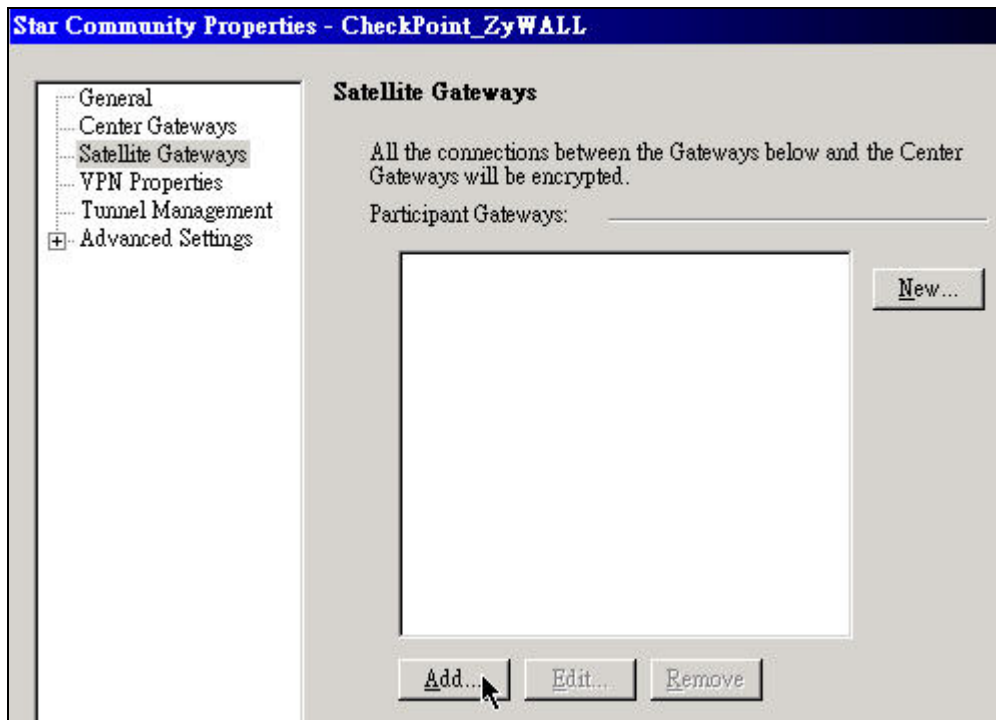 Star Community Properties - CheckPoint_ZyWALL
General
Center Gateways
Satellite Gateways
VPN Properties
Tunnel Management
Advanced Settings
Satellite Gateways
All the connections between the Gateways below and the Center
Gateways will be encrypted.
Participant Gateways:
New...
Add...
Edit...
Remove